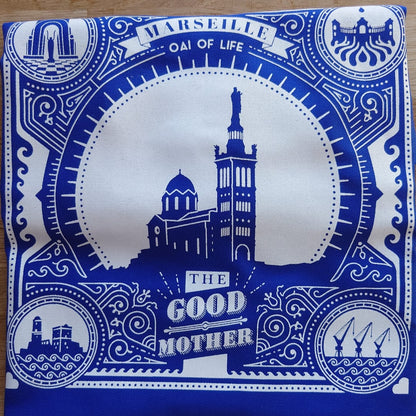 MARSEILLE
OAI OF LIFE
THE
GOOD
MOTHER